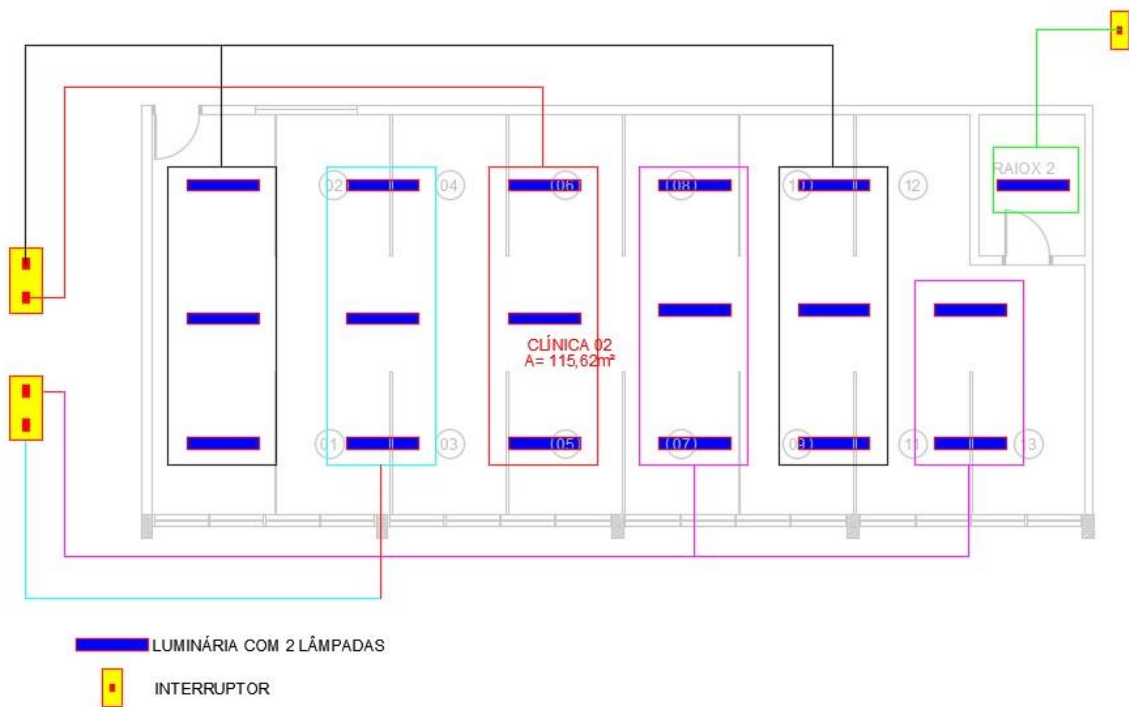 RAIOX 2
02
04
06
08
10
12
CLÍNICA 02
A= 115,62m²
01
03
05
07
09
11
13
LUMINÁRIA COM 2 LÂMPADAS
INTERRUPTOR